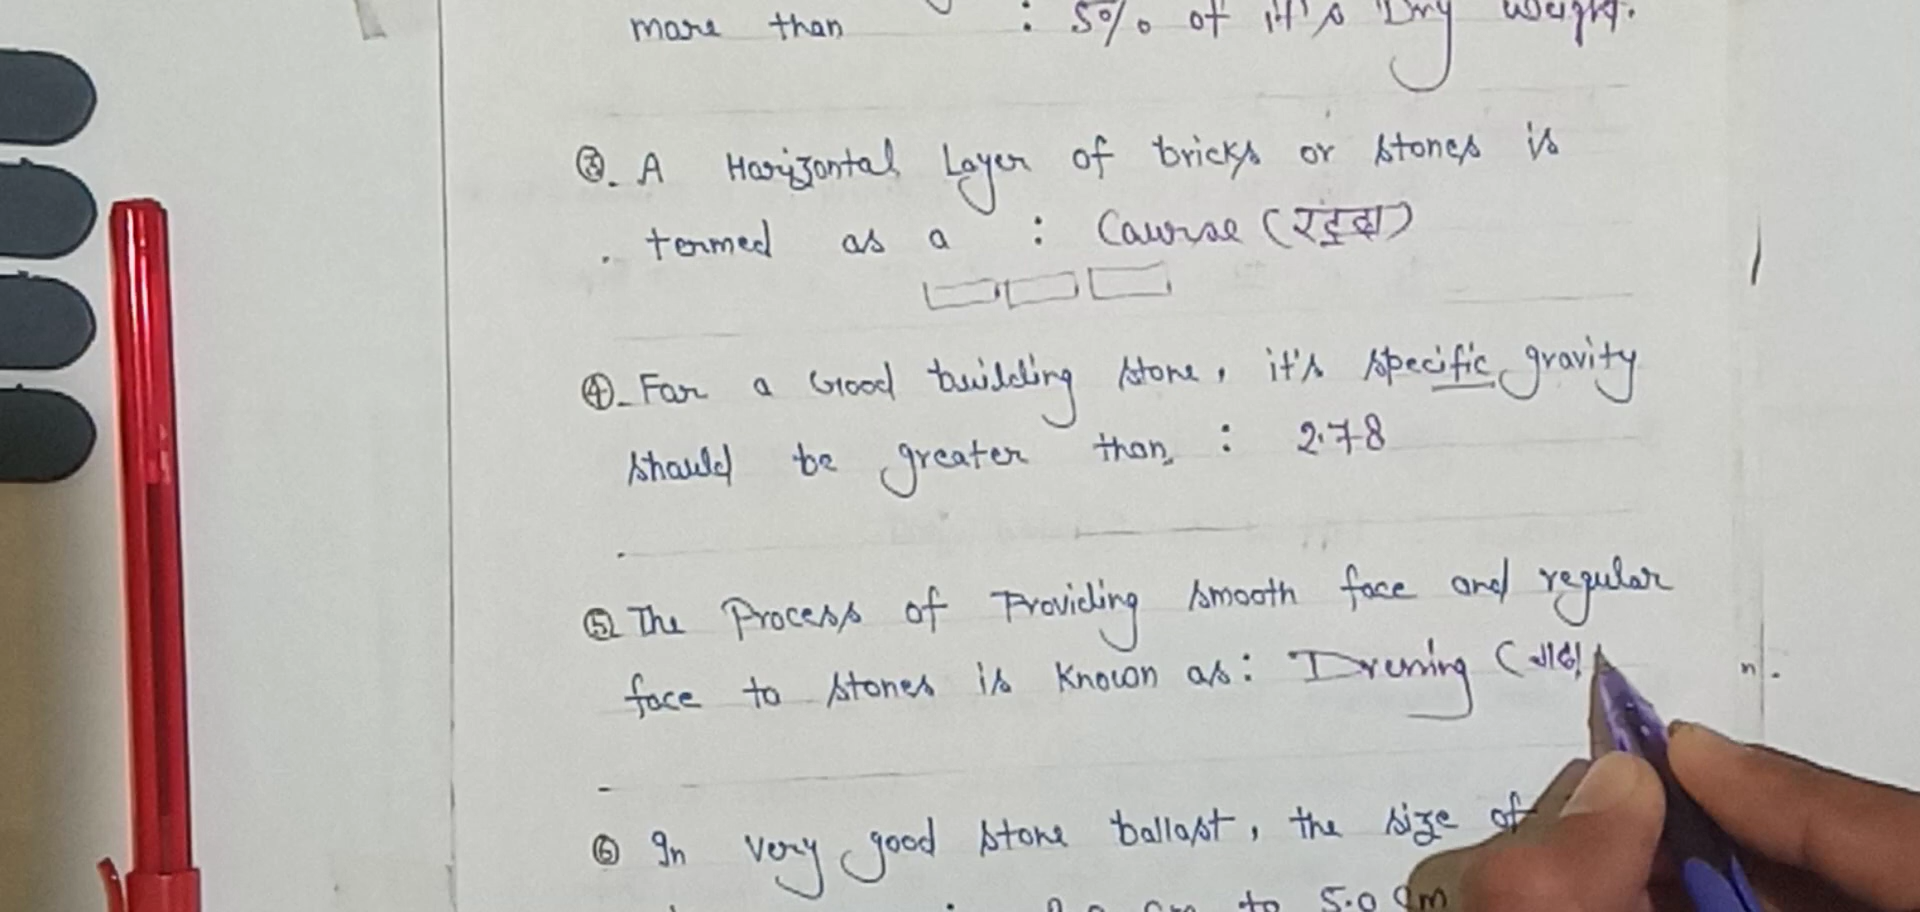 more than : 5% of it's Dry weight.
③. A Horizontal Layer of bricks or stones is
termed as a : Course (रद्दा)
④. For a Good building stone, it's specific gravity
should be greater than : 2.78
⑤ The Process of Providing smooth face and regular
face to stones is Known as: Dressing (गढा
n.
⑥ In very good stone ballast, the size of
cm to 5.0 cm